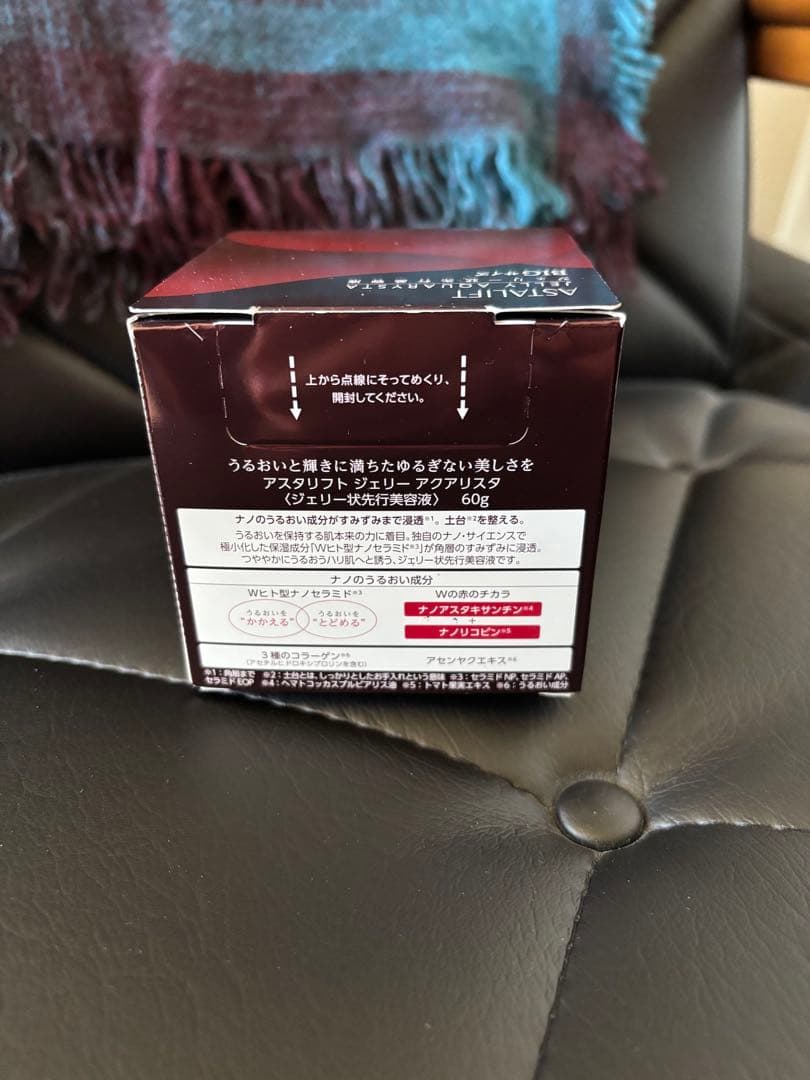 ASTALIFT
JELLY AQUARYSTA
ジェリー状先行美容液
BIGサイズ
上から点線にそってめくり、
開封してください。
うるおいと輝きに満ちたゆるぎない美しさを
アスタリフト ジェリー アクアリスタ
〈ジェリー状先行美容液〉 60g
ナノのうるおい成分がすみずみまで浸透※1。土台※2を整える。
うるおいを保持する肌本来の力に着目。独自のナノ・サイエンスで
極小化した保湿成分「Wヒト型ナノセラミド※3」が角層のすみずみに浸透。
つややかにうるおうハリ肌へと誘う、ジェリー状先行美容液です。
ナノのうるおい成分
Wヒト型ナノセラミド※3
うるおいを
"かかえる"
うるおいを
"とどめる"
Wの赤のチカラ
ナノアスタキサンチン※4
+
ナノリコピン※5
3種のコラーゲン※6
(アセチルヒドロキシプロリンを含む)
アセンヤクエキス※6
※1：角層まで ※2：土台とは、しっかりとしたお手入れという意味 ※3：セラミドNP、セラミドAP、
セラミドEOP ※4：ヘマトコッカスプルビアリス油 ※5：トマト果実エキス ※6：うるおい成分